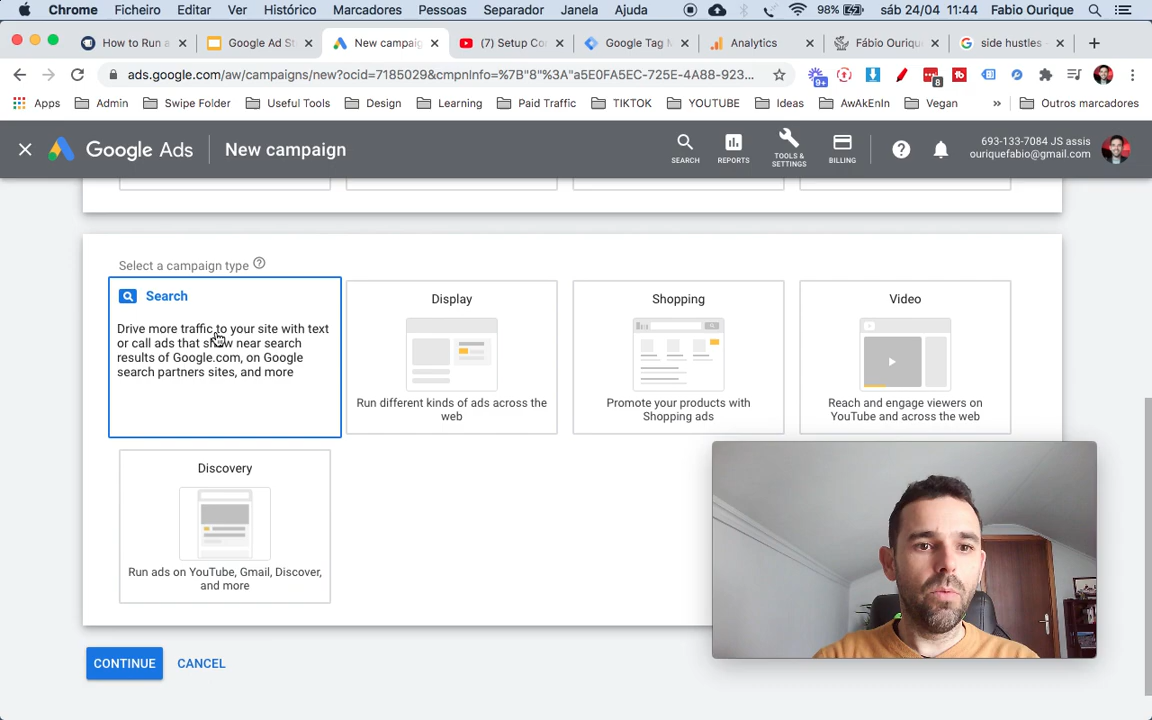 Chrome Ficheiro Editar Ver Histórico Marcadores Pessoas Separador Janela Ajuda 98% sáb 24/04 11:44 Fabio Ourique
How to Run a
Google Ad St
New campaig
(7) Setup Co
Google Tag M
Analytics
Fábio Ouriqu
side hustles -
ads.google.com/aw/campaigns/new?ocid=7185029&cmpnInfo=%7B"8"%3A"a5E0FA5EC-725E-4A88-923...
9+
8
Apps Admin Swipe Folder Useful Tools Design Learning Paid Traffic TIKTOK YOUTUBE Ideas AwAkEnIn Vegan » Outros marcadores
Google Ads New campaign
SEARCH
REPORTS
TOOLS &
SETTINGS
BILLING
693-133-7084 JS assis
ouriquefabio@gmail.com
Select a campaign type
Search
Drive more traffic to your site with text
or call ads that show near search
results of Google.com, on Google
search partners sites, and more
Display
Run different kinds of ads across the
web
Shopping
Promote your products with
Shopping ads
Video
Reach and engage viewers on
YouTube and across the web
Discovery
Run ads on YouTube, Gmail, Discover,
and more
CONTINUE CANCEL